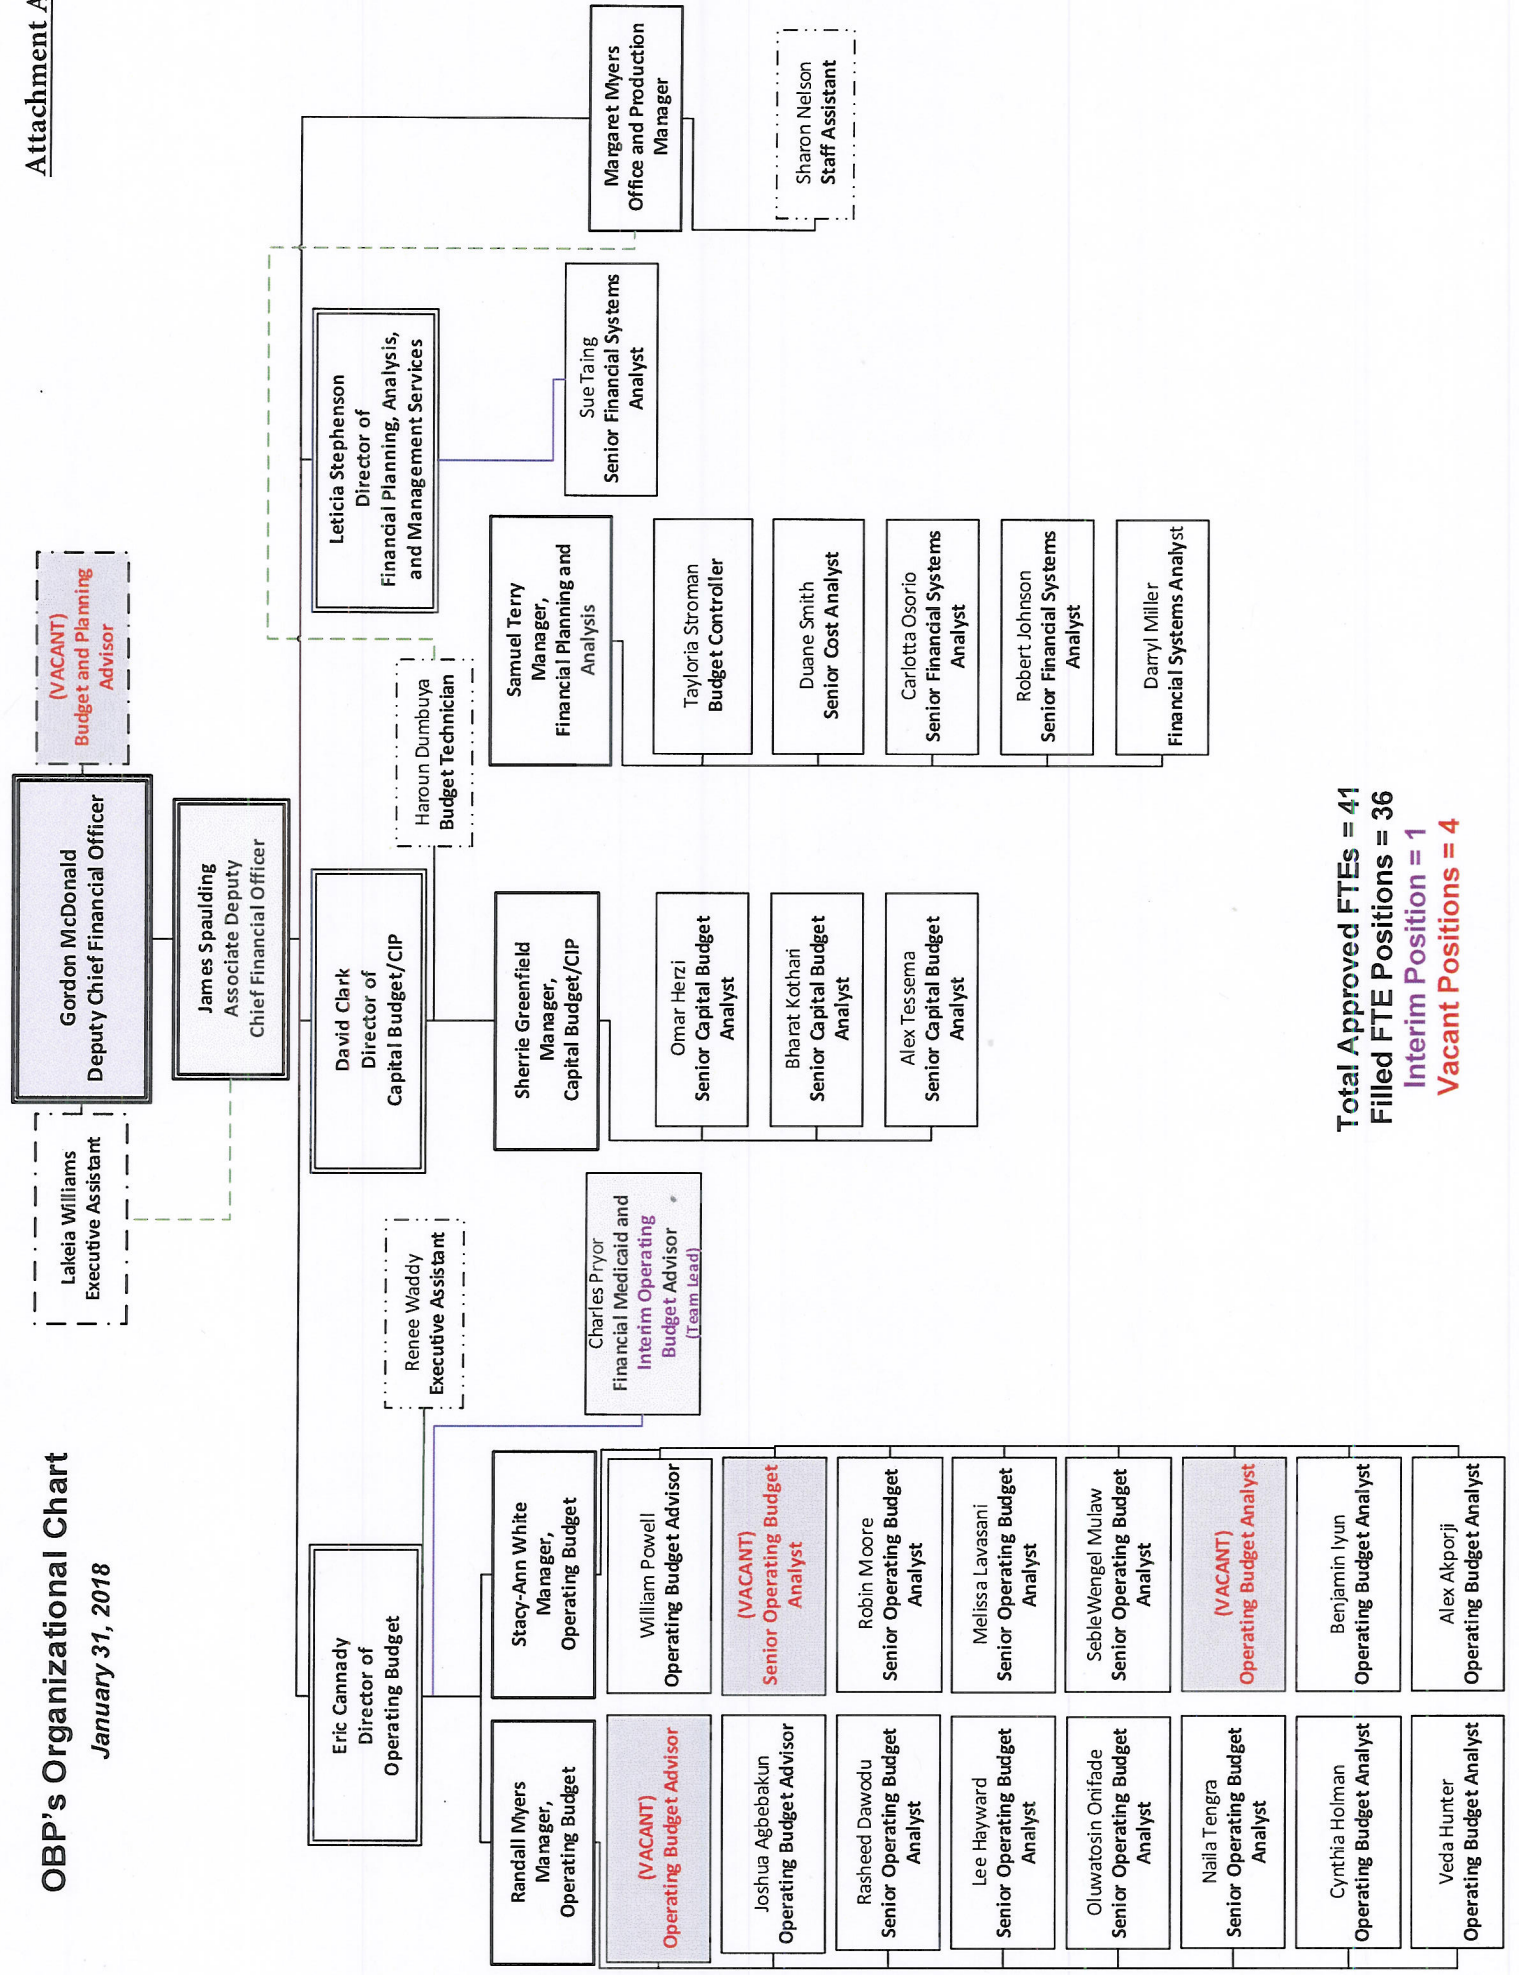 Attachment A
OBP's Organizational Chart
January 31, 2018
Lakeia Williams
Executive Assistant
Gordon McDonald
Deputy Chief Financial Officer
(VACANT)
Budget and Planning
Advisor
James Spaulding
Associate Deputy
Chief Financial Officer
Eric Cannady
Director of
Operating Budget
David Clark
Director of
Capital Budget/CIP
Leticia Stephenson
Director of
Financial Planning, Analysis,
and Management Services
Margaret Myers
Office and Production
Manager
Renee Waddy
Executive Assistant
Haroun Dumbuya
Budget Technician
Sharon Nelson
Staff Assistant
Randall Myers
Manager,
Operating Budget
Stacy-Ann White
Manager,
Operating Budget
Charles Pryor
Financial Medicaid and
Interim Operating
Budget Advisor
(Team Lead)
Sherrie Greenfield
Manager,
Capital Budget/CIP
Samuel Terry
Manager,
Financial Planning and
Analysis
Sue Taing
Senior Financial Systems
Analyst
(VACANT)
Operating Budget Advisor
Joshua Agbebakun
Operating Budget Advisor
Rasheed Dawodu
Senior Operating Budget
Analyst
Lee Hayward
Senior Operating Budget
Analyst
Oluwatosin Onifade
Senior Operating Budget
Analyst
Naila Tengra
Senior Operating Budget
Analyst
Cynthia Holman
Operating Budget Analyst
Veda Hunter
Operating Budget Analyst
William Powell
Operating Budget Advisor
(VACANT)
Senior Operating Budget
Analyst
Robin Moore
Senior Operating Budget
Analyst
Melissa Lavasani
Senior Operating Budget
Analyst
SebleWengel Mulaw
Senior Operating Budget
Analyst
(VACANT)
Operating Budget Analyst
Benjamin Iyun
Operating Budget Analyst
Alex Akporji
Operating Budget Analyst
Omar Herzi
Senior Capital Budget
Analyst
Bharat Kothari
Senior Capital Budget
Analyst
Alex Tessema
Senior Capital Budget
Analyst
Tayloria Stroman
Budget Controller
Duane Smith
Senior Cost Analyst
Carlotta Osorio
Senior Financial Systems
Analyst
Robert Johnson
Senior Financial Systems
Analyst
Darryl Miller
Financial Systems Analyst
Total Approved FTEs = 41
Filled FTE Positions = 36
Interim Position = 1
Vacant Positions = 4